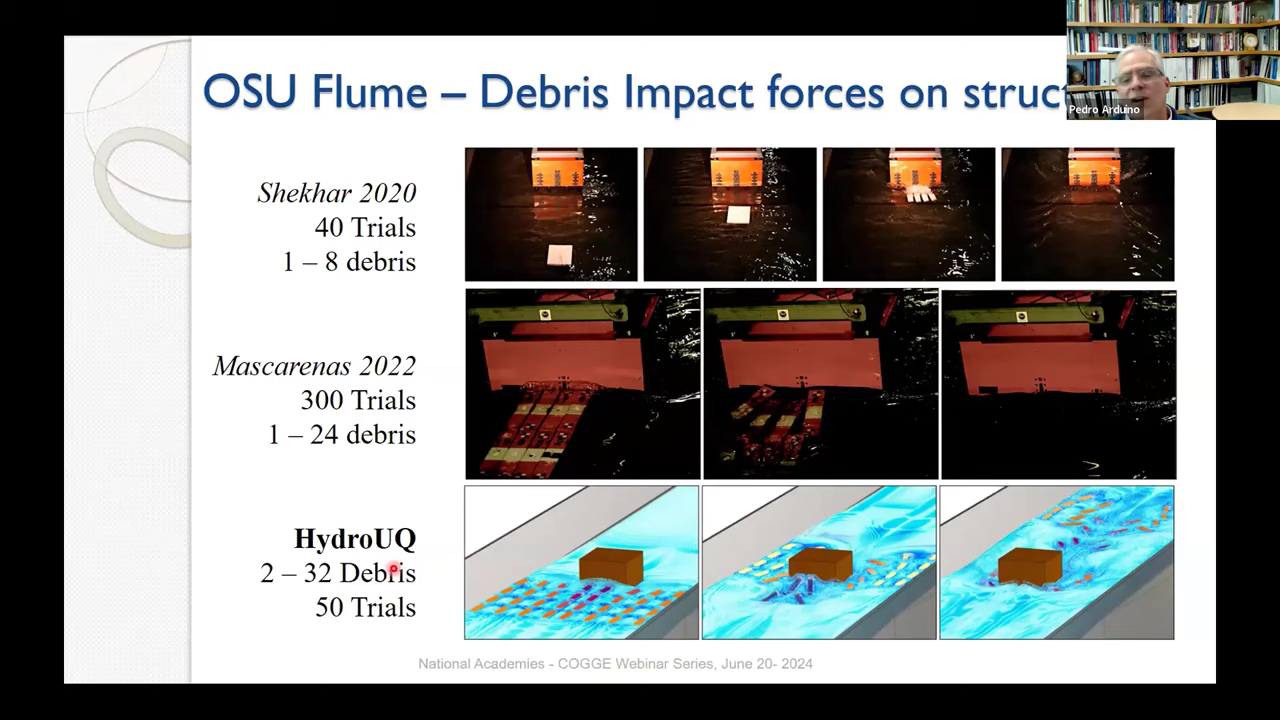 OSU Flume – Debris Impact forces on struct
Pedro Arduino
Shekhar 2020
40 Trials
1 – 8 debris
Mascarenas 2022
300 Trials
1 – 24 debris
HydroUQ
2 – 32 Debris
50 Trials
National Academies - COGGE Webinar Series, June 20- 2024